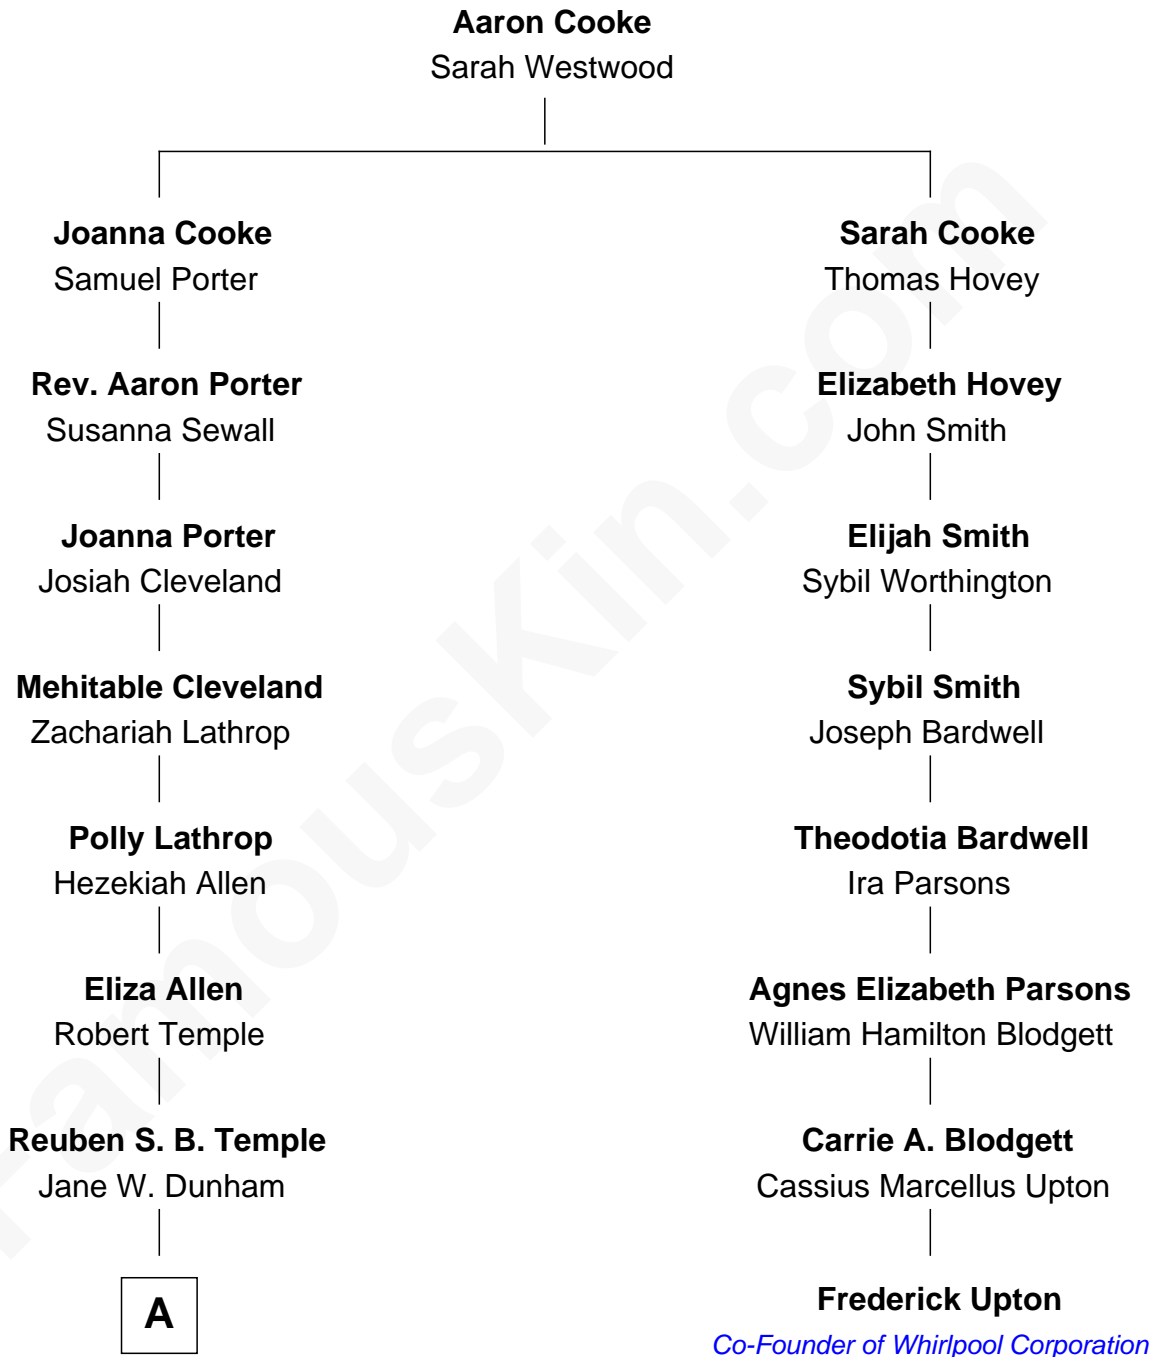 Aaron Cooke
Sarah Westwood
Joanna Cooke
Samuel Porter
Sarah Cooke
Thomas Hovey
Rev. Aaron Porter
Susanna Sewall
Elizabeth Hovey
John Smith
Joanna Porter
Josiah Cleveland
Elijah Smith
Sybil Worthington
Mehitable Cleveland
Zachariah Lathrop
Sybil Smith
Joseph Bardwell
Polly Lathrop
Hezekiah Allen
Theodotia Bardwell
Ira Parsons
Eliza Allen
Robert Temple
Agnes Elizabeth Parsons
William Hamilton Blodgett
Reuben S. B. Temple
Jane W. Dunham
Carrie A. Blodgett
Cassius Marcellus Upton
A
Frederick Upton
Co-Founder of Whirlpool Corporation
FamousKin.com